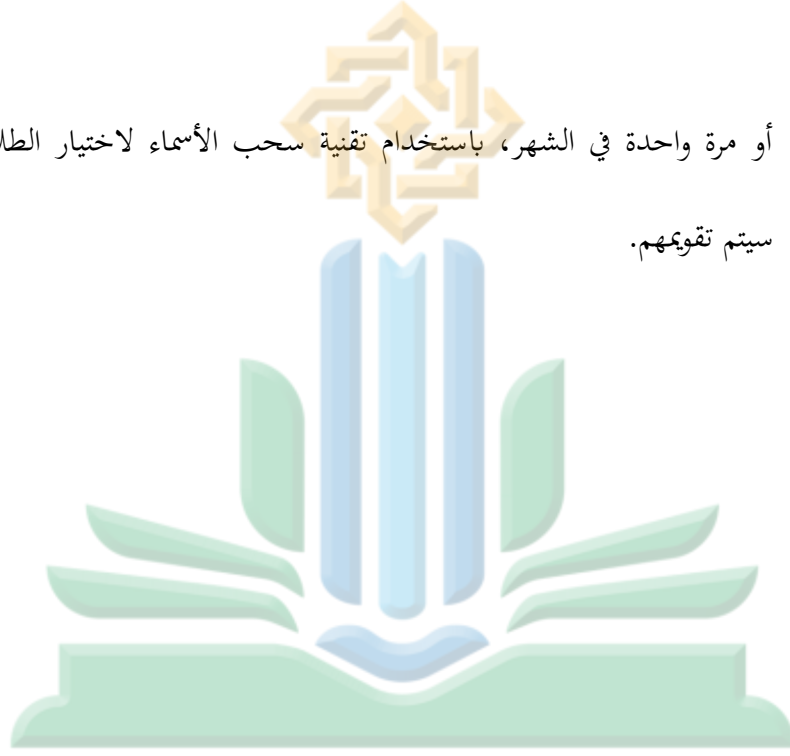 أو مرة واحدة في الشهر، باستخدام تقنية سحب الأسماء لاختيار
سيتم تقويمهم.